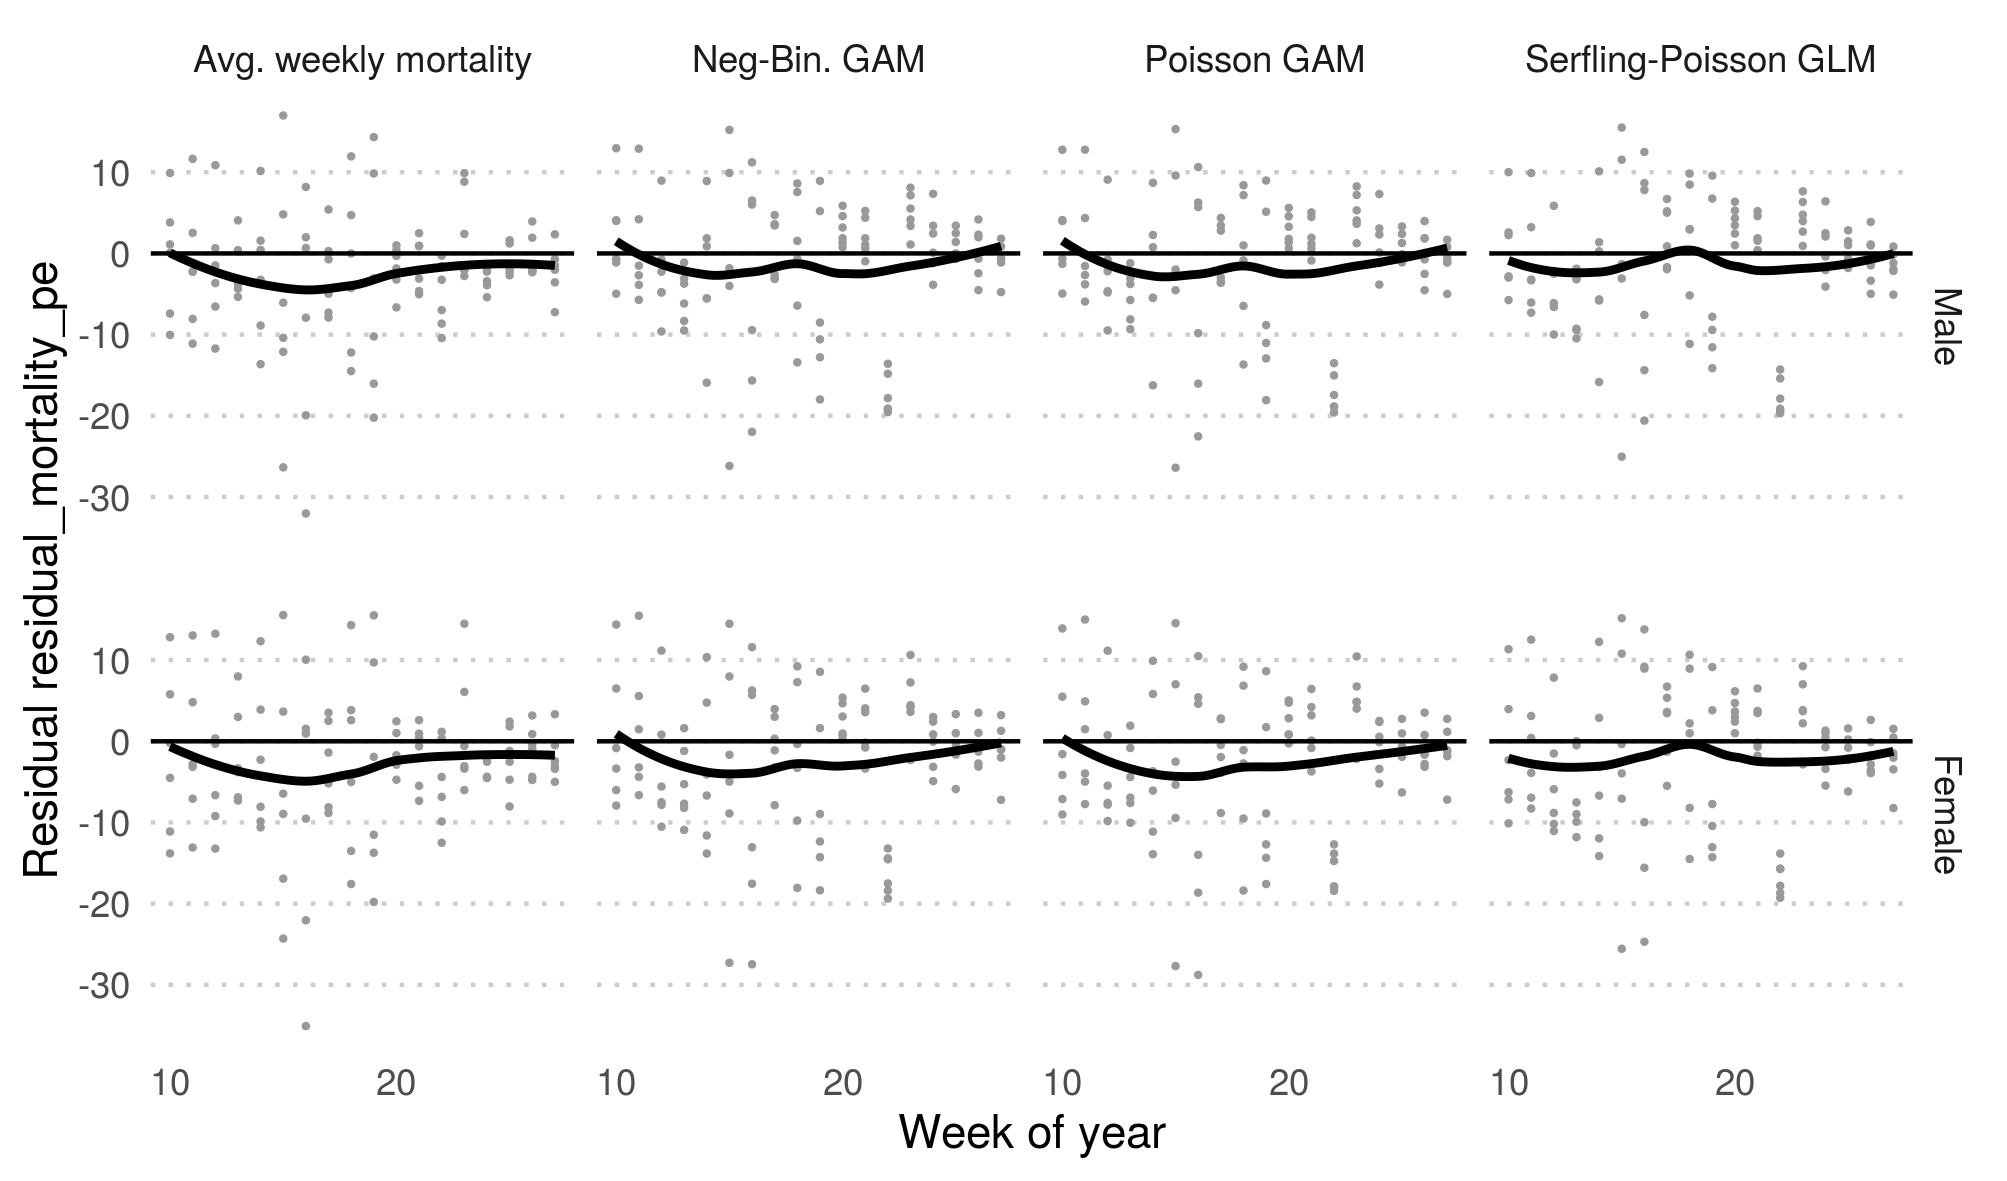 Avg. weekly mortality
Neg-Bin. GAM
Poisson GAM
Serfling-Poisson GLM
Residual residual_mortality_pe
10
0
-10
-20
-30
Male
10
0
-10
-20
-30
Female
10
20
10
20
10
20
10
20
Week of year